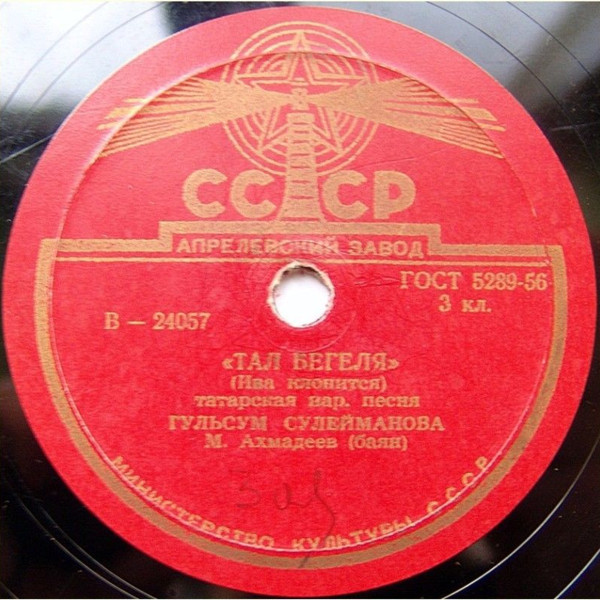 СССР
АПРЕЛЕВСКИЙ ЗАВОД
ГОСТ 5289-56
3 кл.
В — 24057
«ТАЛ БЕГЕЛЯ»
(Ива клонится)
татарская нар. песня
ГУЛЬСУМ СУЛЕЙМАНОВА
М. Ахмадеев (баян)
МИНИСТЕРСТВО КУЛЬТУРЫ СССР